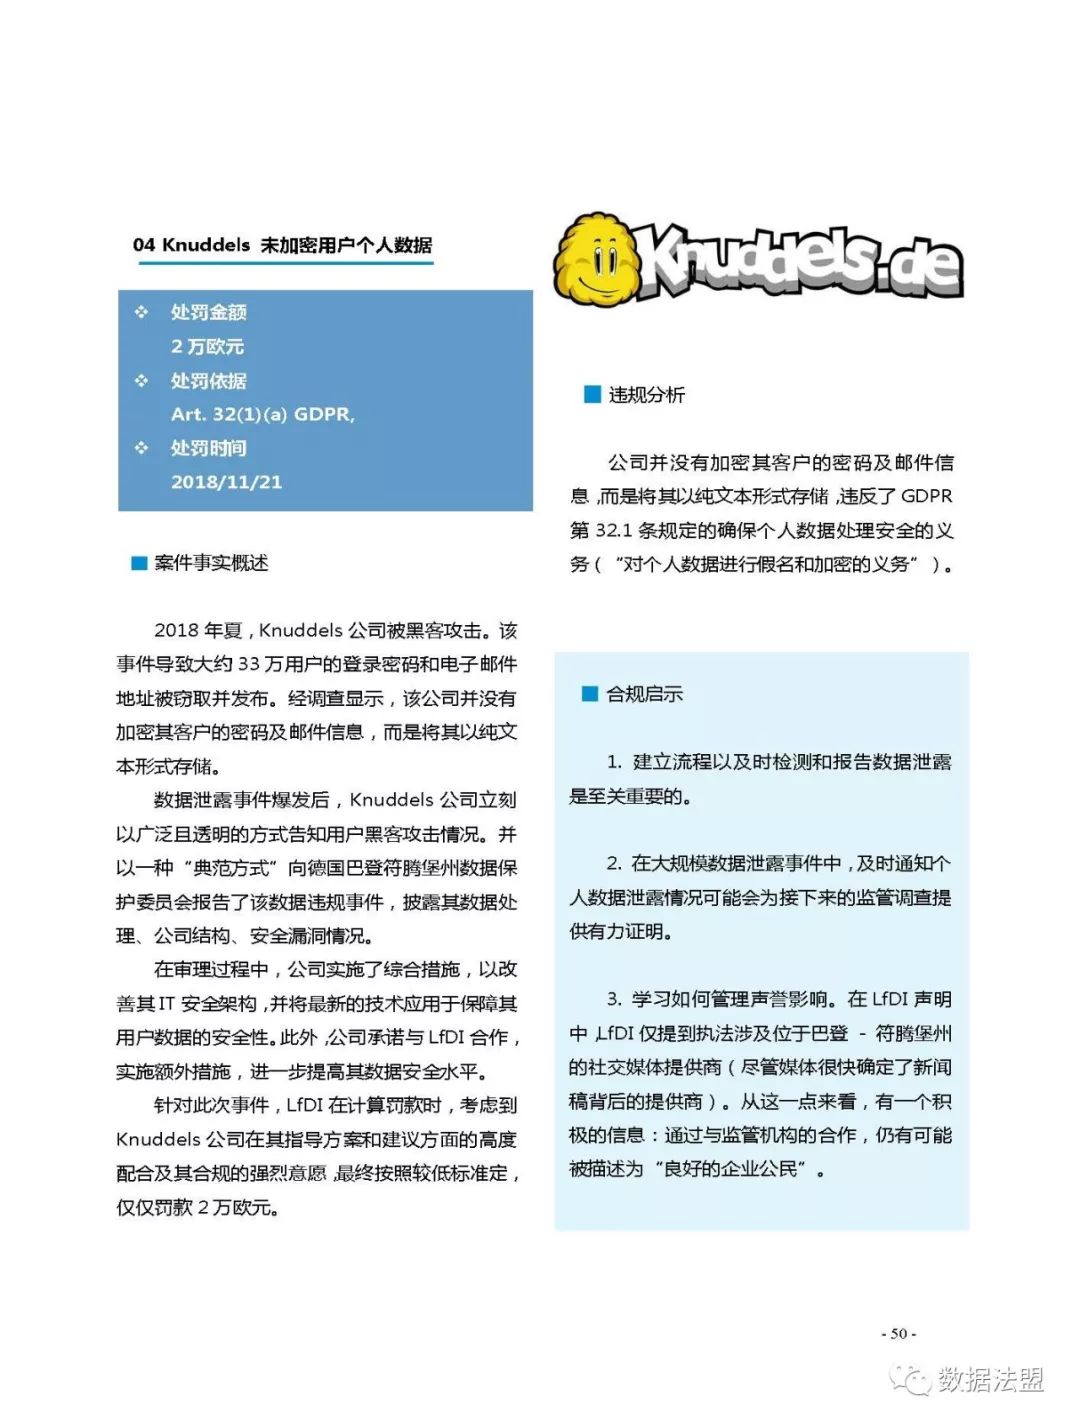 04 Knuddels 未加密用户个人数据
❖ 处罚金额
2 万欧元
❖ 处罚依据
Art. 32(1)(a) GDPR,
❖ 处罚时间
2018/11/21
■ 案件事实概述
2018 年夏，Knuddels 公司被黑客攻击。该
事件导致大约 33 万用户的登录密码和电子邮件
地址被窃取并发布。经调查显示，该公司并没有
加密其客户的密码及邮件信息，而是将其以纯文
本形式存储。
数据泄露事件爆发后，Knuddels 公司立刻
以广泛且透明的方式告知用户黑客攻击情况。并
以一种“典范方式”向德国巴登符腾堡州数据保
护委员会报告了该数据违规事件，披露其数据处
理、公司结构、安全漏洞情况。
在审理过程中，公司实施了综合措施，以改
善其 IT 安全架构，并将最新的技术应用于保障其
用户数据的安全性。此外，公司承诺与 LfDI 合作，
实施额外措施，进一步提高其数据安全水平。
针对此次事件，LfDI 在计算罚款时，考虑到
Knuddels 公司在其指导方案和建议方面的高度
配合及其合规的强烈意愿，最终按照较低标准定，
仅仅罚款 2 万欧元。
Knuddels.de
■ 违规分析
公司并没有加密其客户的密码及邮件信
息，而是将其以纯文本形式存储，违反了 GDPR
第 32.1 条规定的确保个人数据处理安全的义
务（“对个人数据进行假名和加密的义务”）。
■ 合规启示
1. 建立流程以及时检测和报告数据泄露
是至关重要的。
2. 在大规模数据泄露事件中，及时通知个
人数据泄露情况可能会为接下来的监管调查提
供有力证明。
3. 学习如何管理声誉影响。在 LfDI 声明
中，LfDI 仅提到执法涉及位于巴登 - 符腾堡州
的社交媒体提供商（尽管媒体很快确定了新闻
稿背后的提供商）。从这一点来看，有一个积
极的信息：通过与监管机构的合作，仍有可能
被描述为“良好的企业公民”。
- 50 -
数据法盟